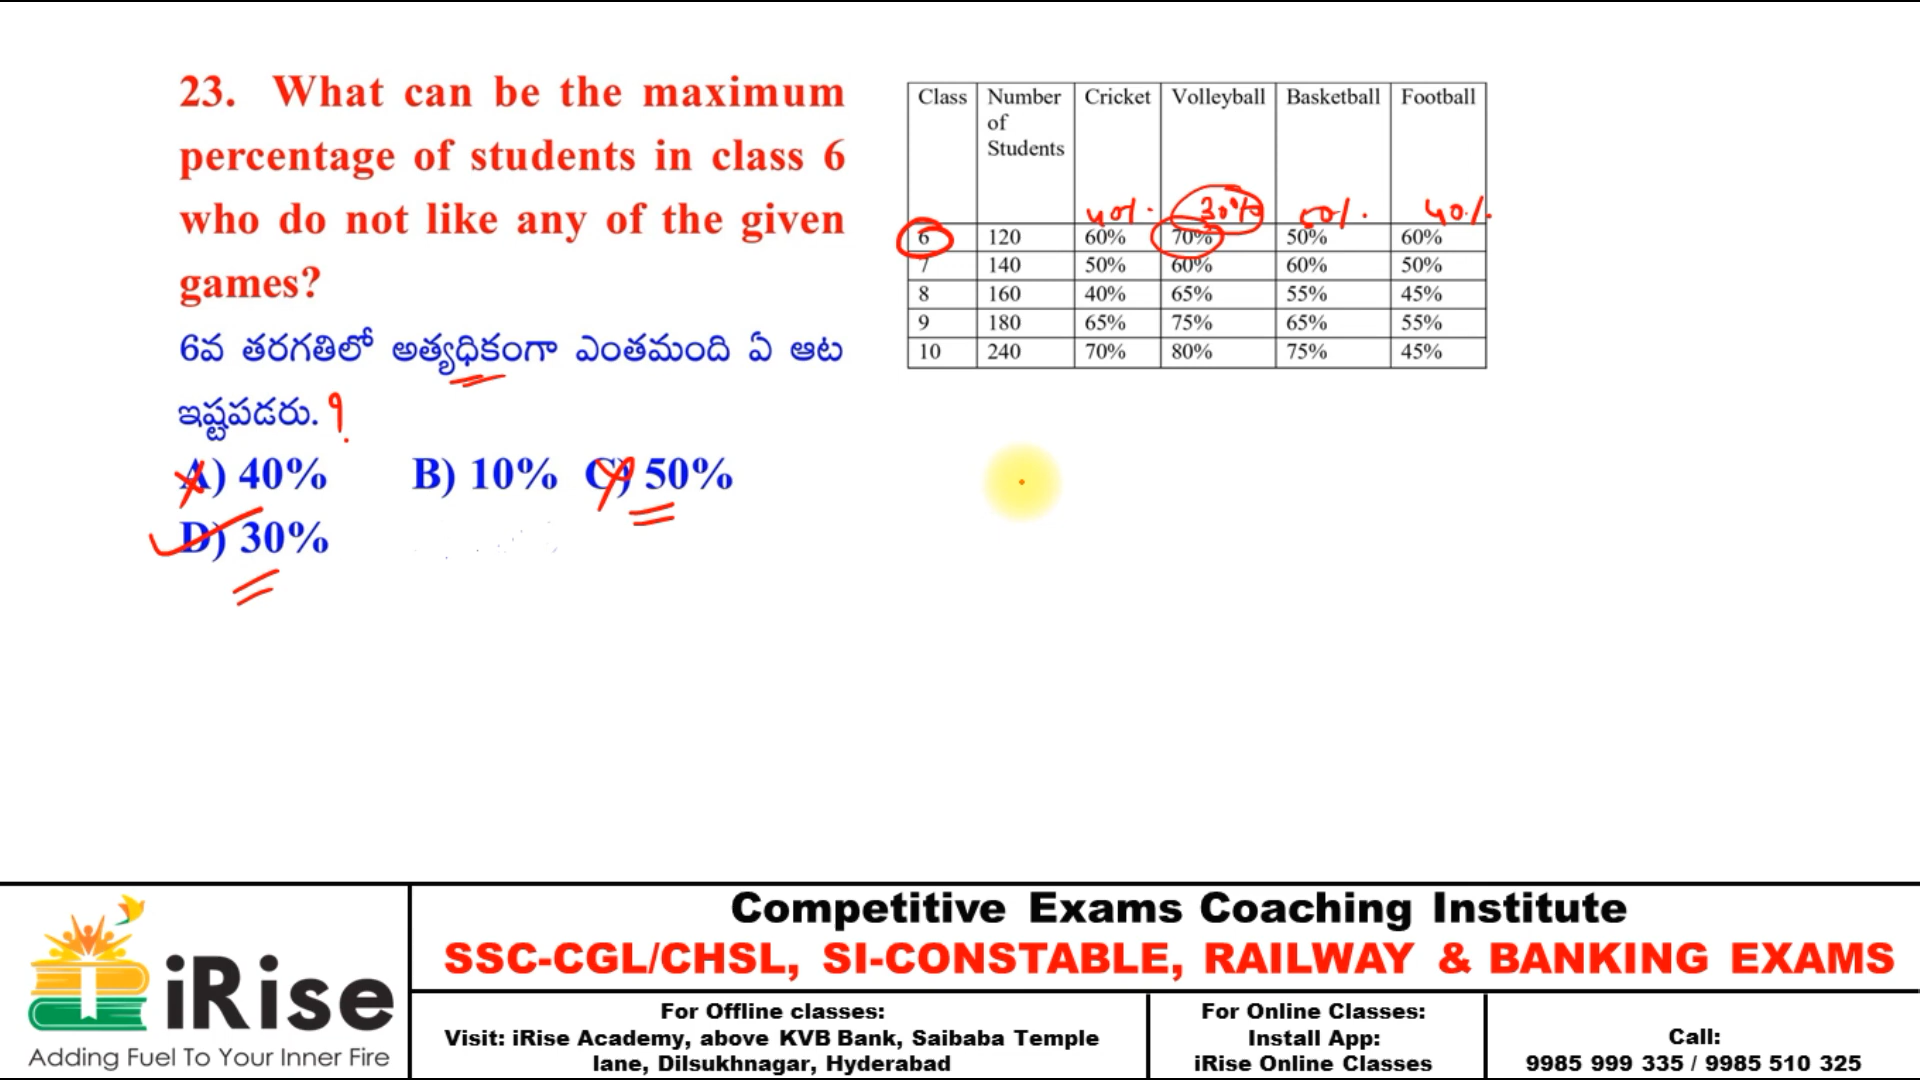 23. What can be the maximum
percentage of students in class 6
who do not like any of the given
games?
6వ తరగతిలో అత్యధికంగా ఎంతమంది ఏ ఆట
ఇష్టపడరు. ?
A) 40% B) 10% C) 50%
D) 30%
Class Number of Students Cricket Volleyball Basketball Football
40%. 30% 50%. 40%.
6 120 60% 70% 50% 60%
7 140 50% 60% 60% 50%
8 160 40% 65% 55% 45%
9 180 65% 75% 65% 55%
10 240 70% 80% 75% 45%
iRise
Adding Fuel To Your Inner Fire
Competitive Exams Coaching Institute
SSC-CGL/CHSL, SI-CONSTABLE, RAILWAY & BANKING EXAMS
For Offline classes:
Visit: iRise Academy, above KVB Bank, Saibaba Temple
lane, Dilsukhnagar, Hyderabad
For Online Classes:
Install App:
iRise Online Classes
Call:
9985 999 335 / 9985 510 325